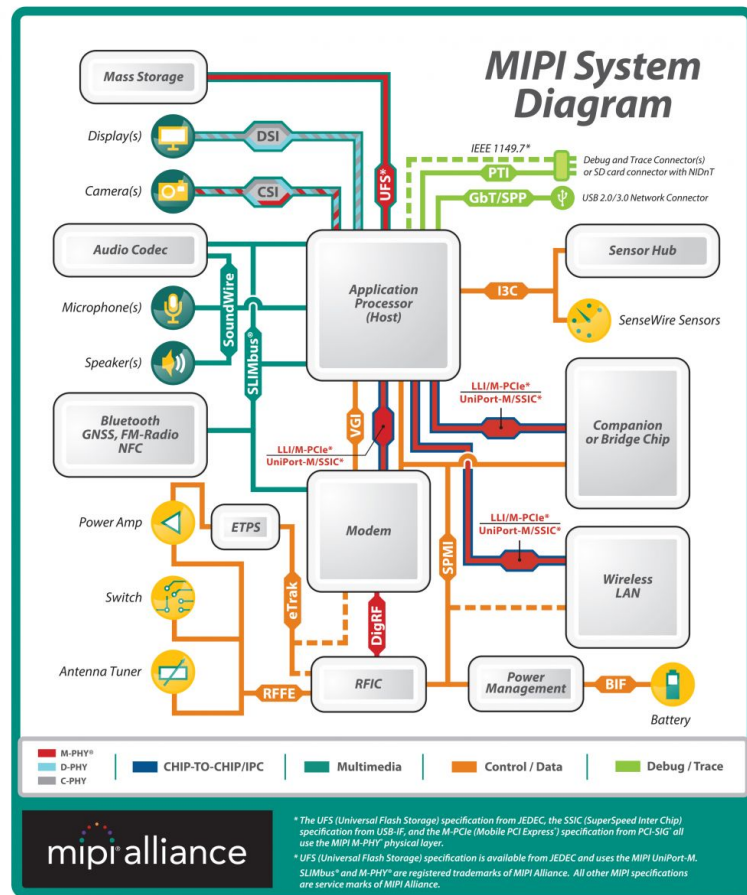 MIPI System
Diagram
Mass Storage
Display(s)
DSI
Camera(s)
CSI
UFS*
IEEE 1149.7*
PTI
Debug and Trace Connector(s)
or SD card connector with NIDnT
GbT/SPP
USB 2.0/3.0 Network Connector
Audio Codec
Microphone(s)
Speaker(s)
SoundWire
SLIMbus®
Application
Processor
(Host)
I3C
Sensor Hub
SenseWire Sensors
Bluetooth
GNSS, FM-Radio
NFC
VGI
LLI/M-PCIe*
UniPort-M/SSIC*
LLI/M-PCIe*
UniPort-M/SSIC*
Companion
or Bridge Chip
Power Amp
ETPS
Modem
LLI/M-PCIe*
UniPort-M/SSIC*
SPMI
Wireless
LAN
Switch
eTrak
DigRF
Antenna Tuner
RFFE
RFIC
Power
Management
BIF
Battery
M-PHY®
D-PHY
C-PHY
CHIP-TO-CHIP/IPC
Multimedia
Control / Data
Debug / Trace
mipi alliance
* The UFS (Universal Flash Storage) specification from JEDEC, the SSIC (SuperSpeed Inter Chip)
specification from USB-IF, and the M-PCIe (Mobile PCI Express®) specification from PCI-SIG® all
use the MIPI M-PHY® physical layer.
* UFS (Universal Flash Storage) specification is available from JEDEC and uses the MIPI UniPort-M.
SLIMbus® and M-PHY® are registered trademarks of MIPI Alliance. All other MIPI specifications
are service marks of MIPI Alliance.